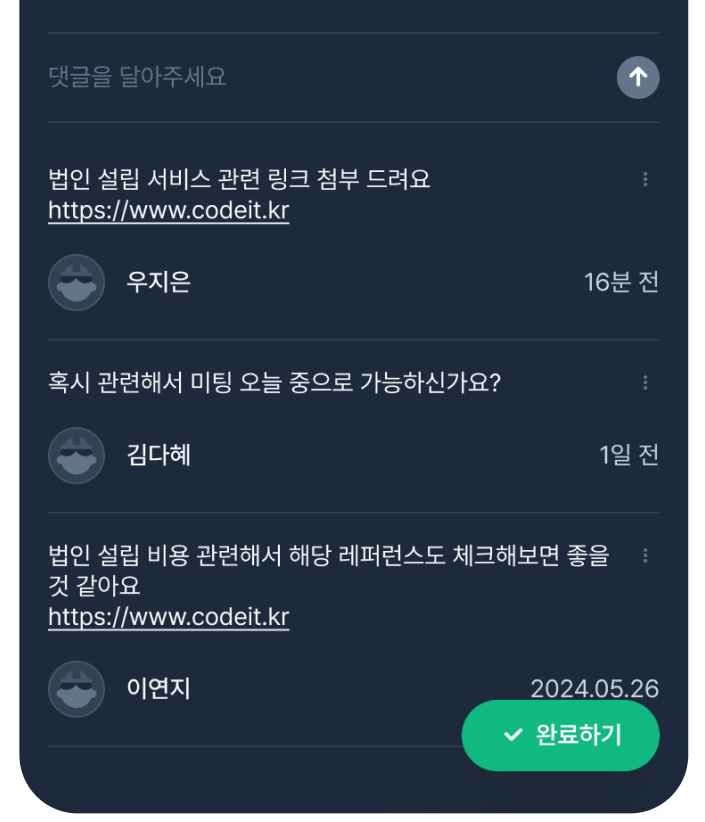 댓글을 달아주세요
법인 설립 서비스 관련 링크 첨부 드려요
https://www.codeit.kr
우지은
16분 전
혹시 관련해서 미팅 오늘 중으로 가능하신가요?
김다혜
1일 전
법인 설립 비용 관련해서 해당 레퍼런스도 체크해보면 좋을
것 같아요
https://www.codeit.kr
이연지
2024.05.26
완료하기